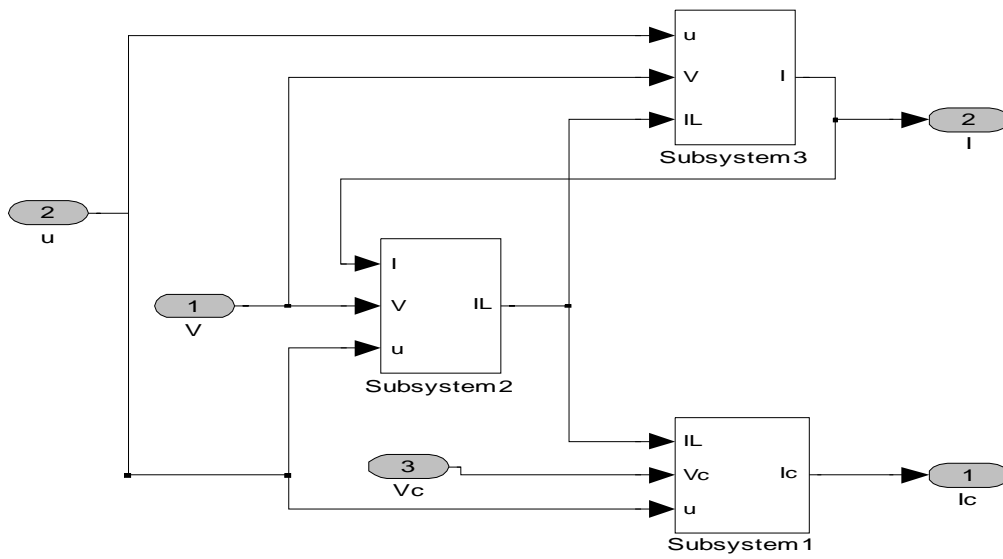 u
V
I
IL
Subsystem3
2
I
2
u
I
V
IL
u
Subsystem2
1
V
IL
Vc
Ic
u
Subsystem1
3
Vc
1
Ic